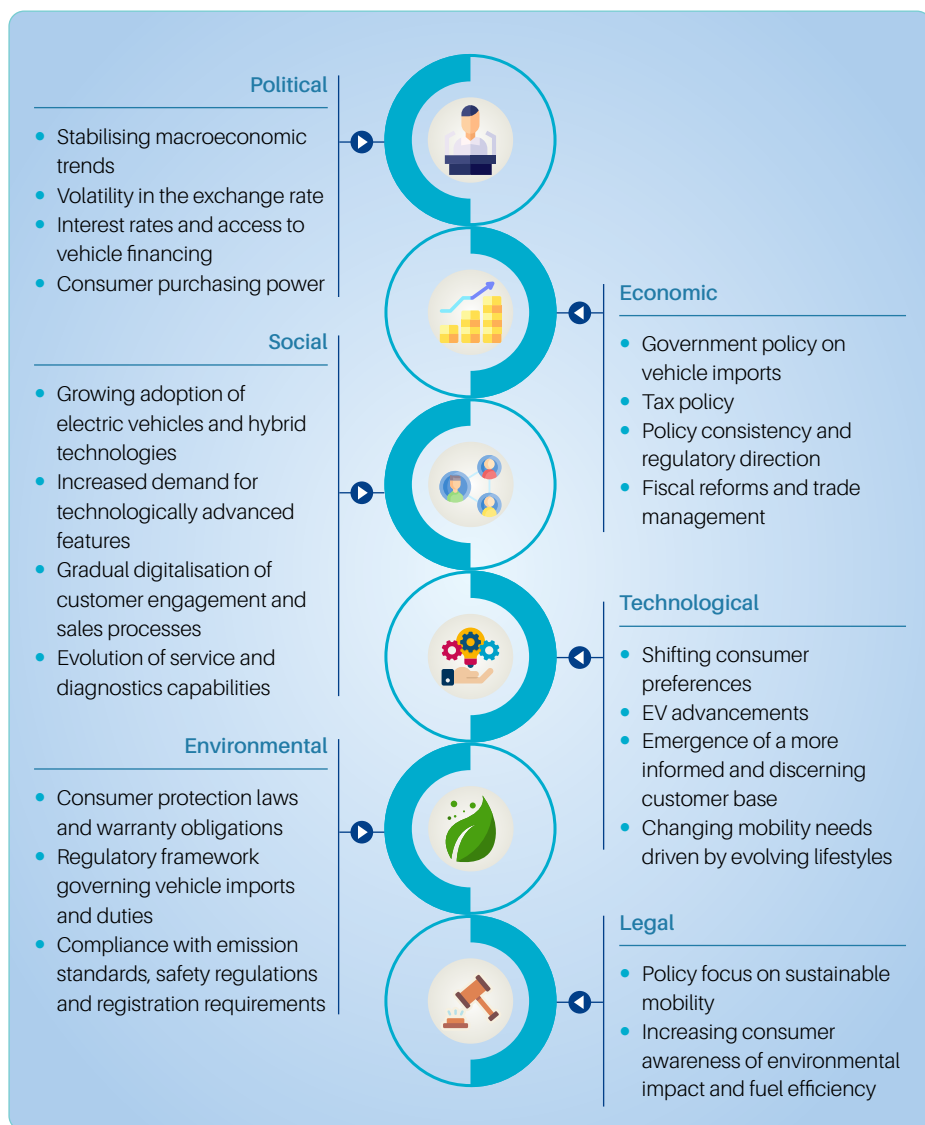 Political
Stabilising macroeconomic
trends
Volatility in the exchange rate
Interest rates and access to
vehicle financing
Consumer purchasing power
Economic
Government policy on
vehicle imports
Tax policy
Policy consistency and
regulatory direction
Fiscal reforms and trade
management
Social
Growing adoption of
electric vehicles and hybrid
technologies
Increased demand for
technologically advanced
features
Gradual digitalisation of
customer engagement and
sales processes
Evolution of service and
diagnostics capabilities
Technological
Shifting consumer
preferences
EV advancements
Emergence of a more
informed and discerning
customer base
Changing mobility needs
driven by evolving lifestyles
Environmental
Consumer protection laws
and warranty obligations
Regulatory framework
governing vehicle imports
and duties
Compliance with emission
standards, safety regulations
and registration requirements
Legal
Policy focus on sustainable
mobility
Increasing consumer
awareness of environmental
impact and fuel efficiency